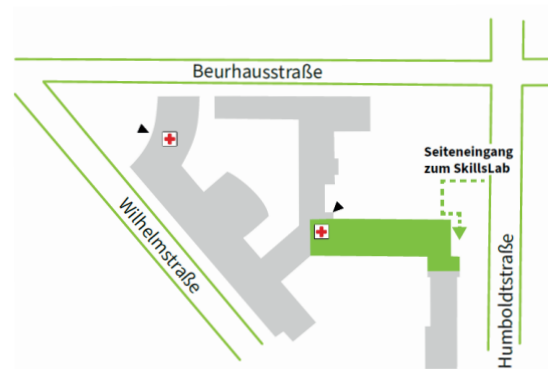 Beurhausstraße
Seiteneingang
zum SkillsLab
Wilhelmstraße
Humboldtstraße